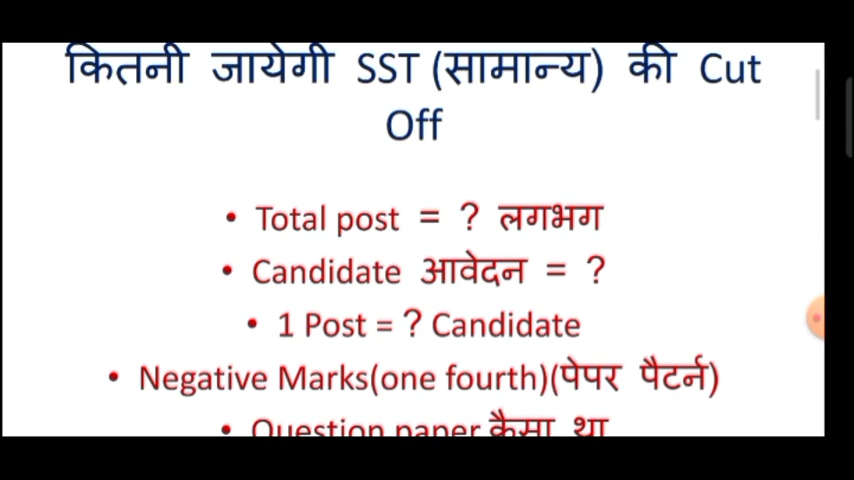 कितनी जायेगी SST (सामान्य) की Cut
Off
• Total post = ? लगभग
• Candidate आवेदन = ?
• 1 Post = ? Candidate
• Negative Marks(one fourth)(पेपर पैटर्न)
• Question paper कैसा था